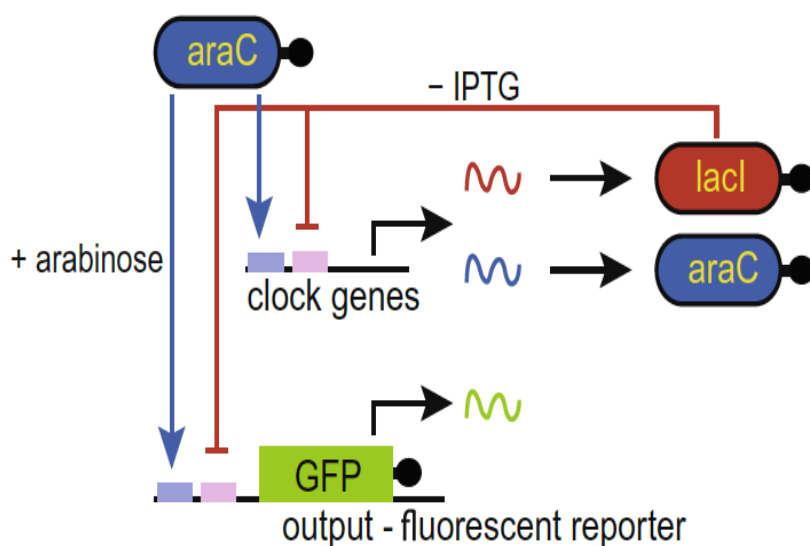 araC
− IPTG
lacI
+ arabinose
araC
clock genes
GFP
output - fluorescent reporter